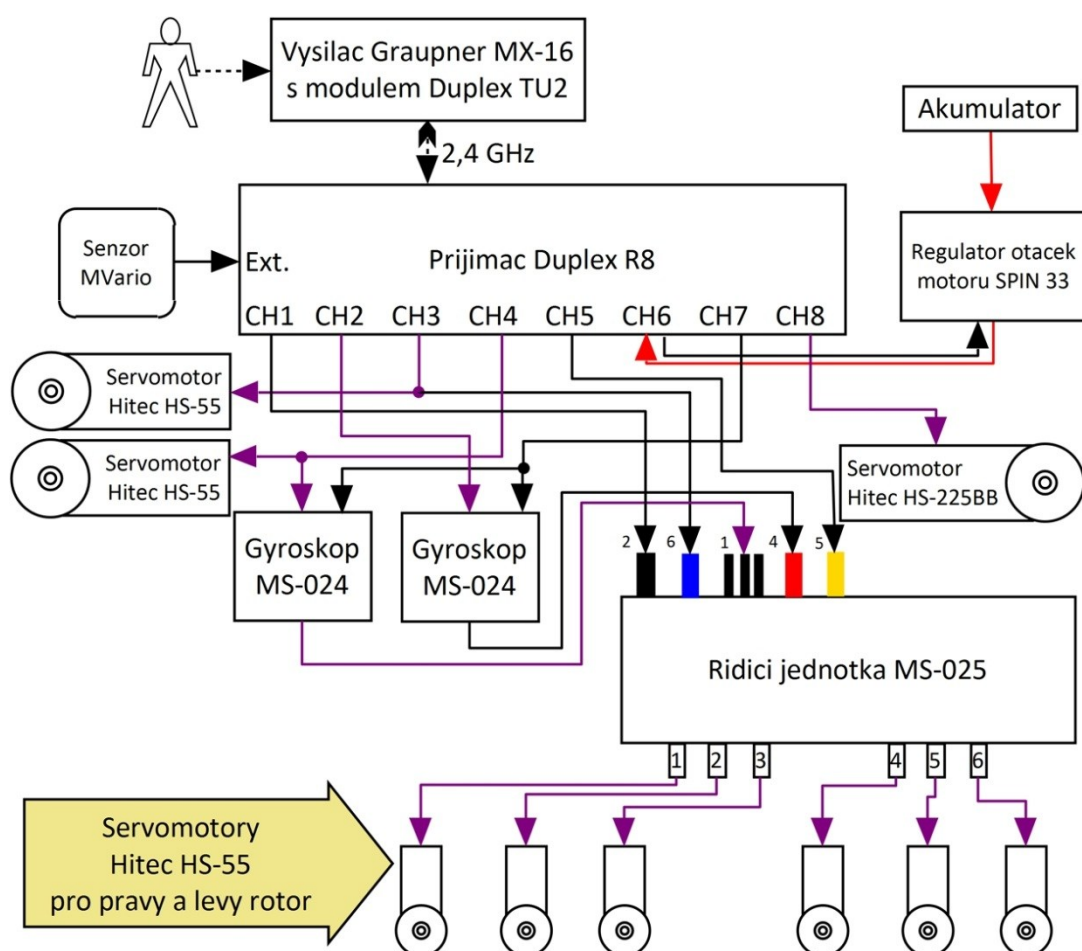 Vysilac Graupner MX-16
s modulem Duplex TU2
Akumulator
2,4 GHz
Senzor
MVario
Ext.
Prijimac Duplex R8
Regulator otacek
motoru SPIN 33
CH1 CH2 CH3 CH4 CH5 CH6 CH7 CH8
Servomotor
Hitec HS-55
Servomotor
Hitec HS-55
Servomotor
Hitec HS-225BB
Gyroskop
MS-024
Gyroskop
MS-024
2 6 1 4 5
Ridici jednotka MS-025
1 2 3 4 5 6
Servomotory
Hitec HS-55
pro pravy a levy rotor